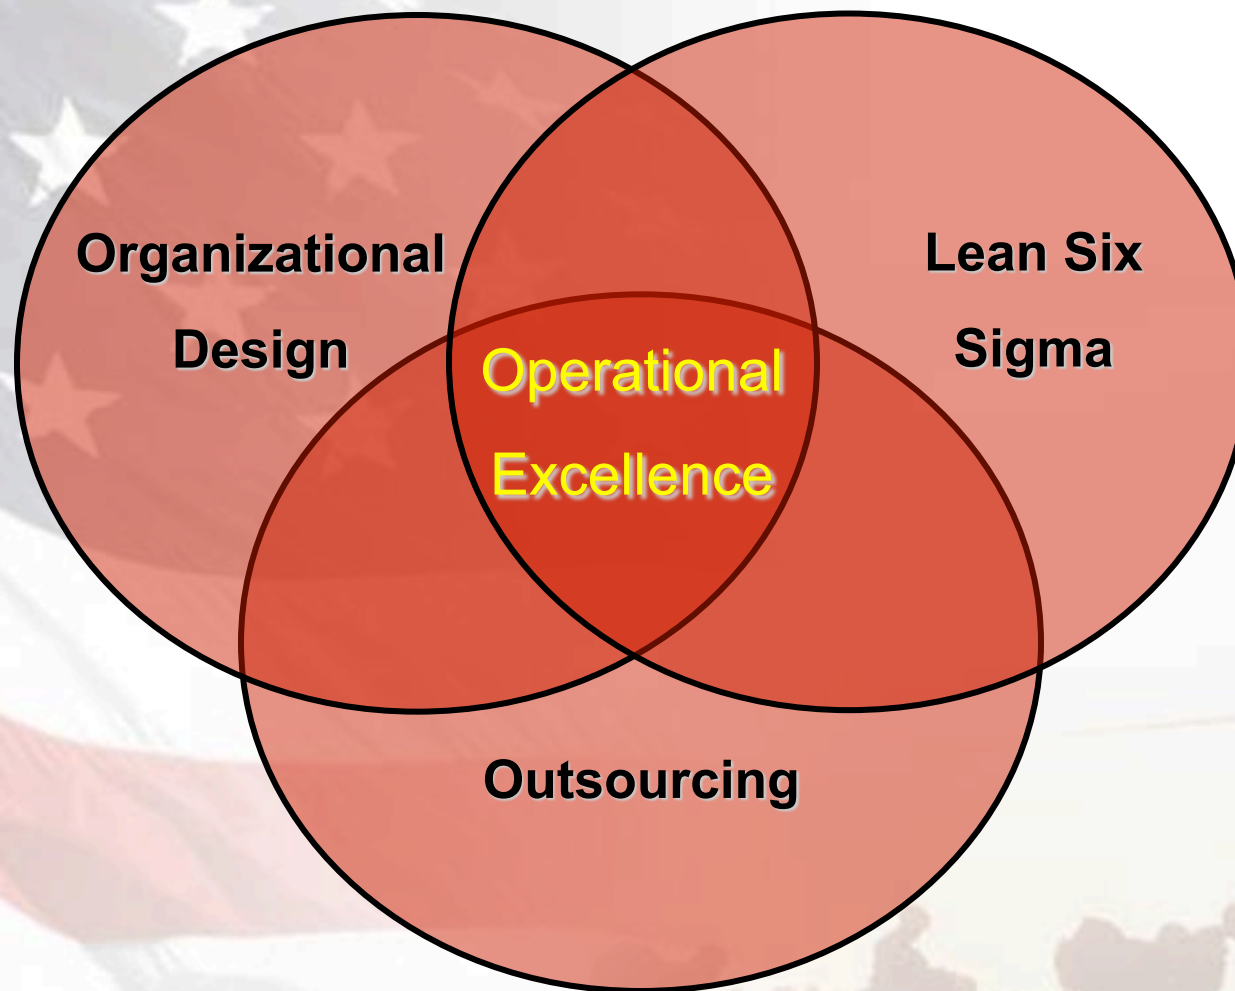 Organizational
Design
Lean Six
Sigma
Operational
Excellence
Outsourcing